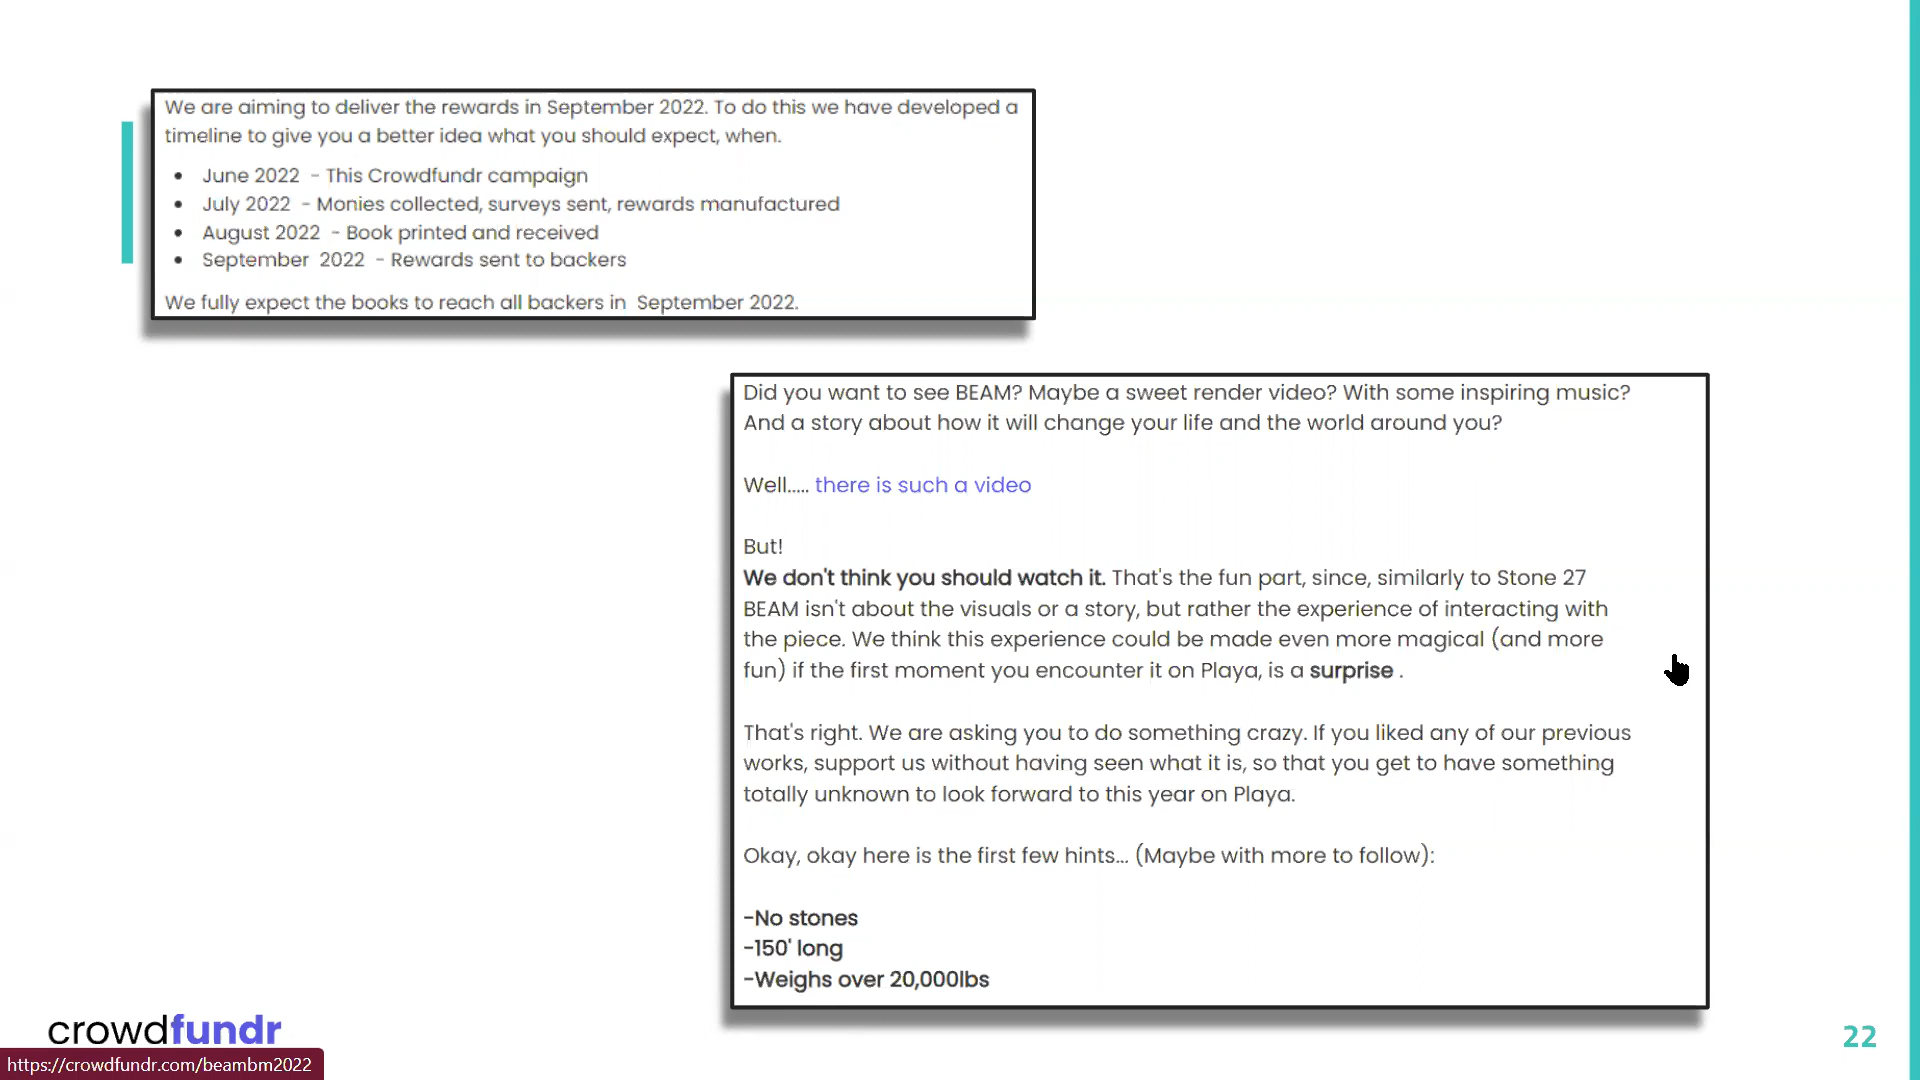 We are aiming to deliver the rewards in September 2022. To do this we have developed a
timeline to give you a better idea what you should expect, when.
• June 2022 - This Crowdfundr campaign
• July 2022 - Monies collected, surveys sent, rewards manufactured
• August 2022 - Book printed and received
• September 2022 - Rewards sent to backers
We fully expect the books to reach all backers in September 2022.
Did you want to see BEAM? Maybe a sweet render video? With some inspiring music?
And a story about how it will change your life and the world around you?
Well..... there is such a video
But!
We don't think you should watch it. That's the fun part, since, similarly to Stone 27
BEAM isn't about the visuals or a story, but rather the experience of interacting with
the piece. We think this experience could be made even more magical (and more
fun) if the first moment you encounter it on Playa, is a surprise .
That's right. We are asking you to do something crazy. If you liked any of our previous
works, support us without having seen what it is, so that you get to have something
totally unknown to look forward to this year on Playa.
Okay, okay here is the first few hints... (Maybe with more to follow):
-No stones
-150' long
-Weighs over 20,000lbs
crowdfundr
22
https://crowdfundr.com/beambm2022